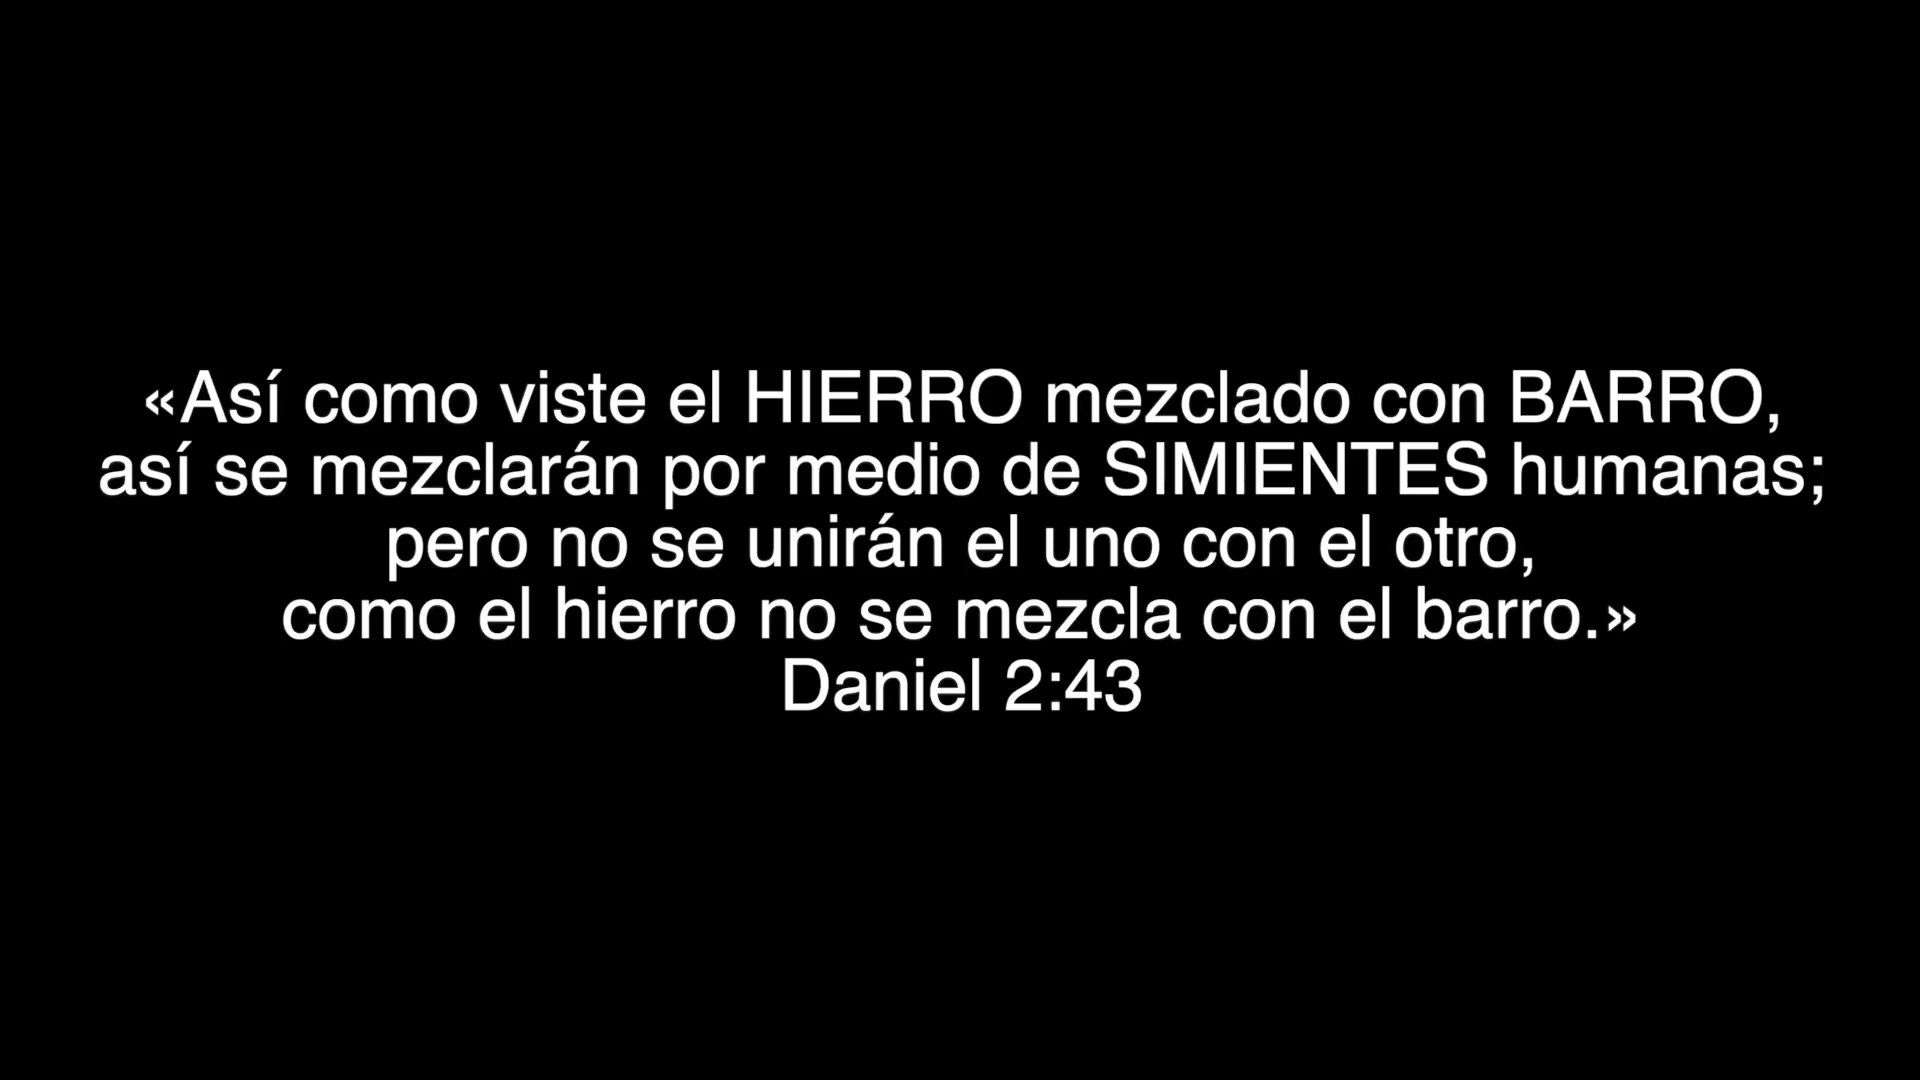 «Así como viste el HIERRO mezclado con BARRO,
así se mezclarán por medio de SIMIENTES humanas;
pero no se unirán el uno con el otro,
como el hierro no se mezcla con el barro.»
Daniel 2:43